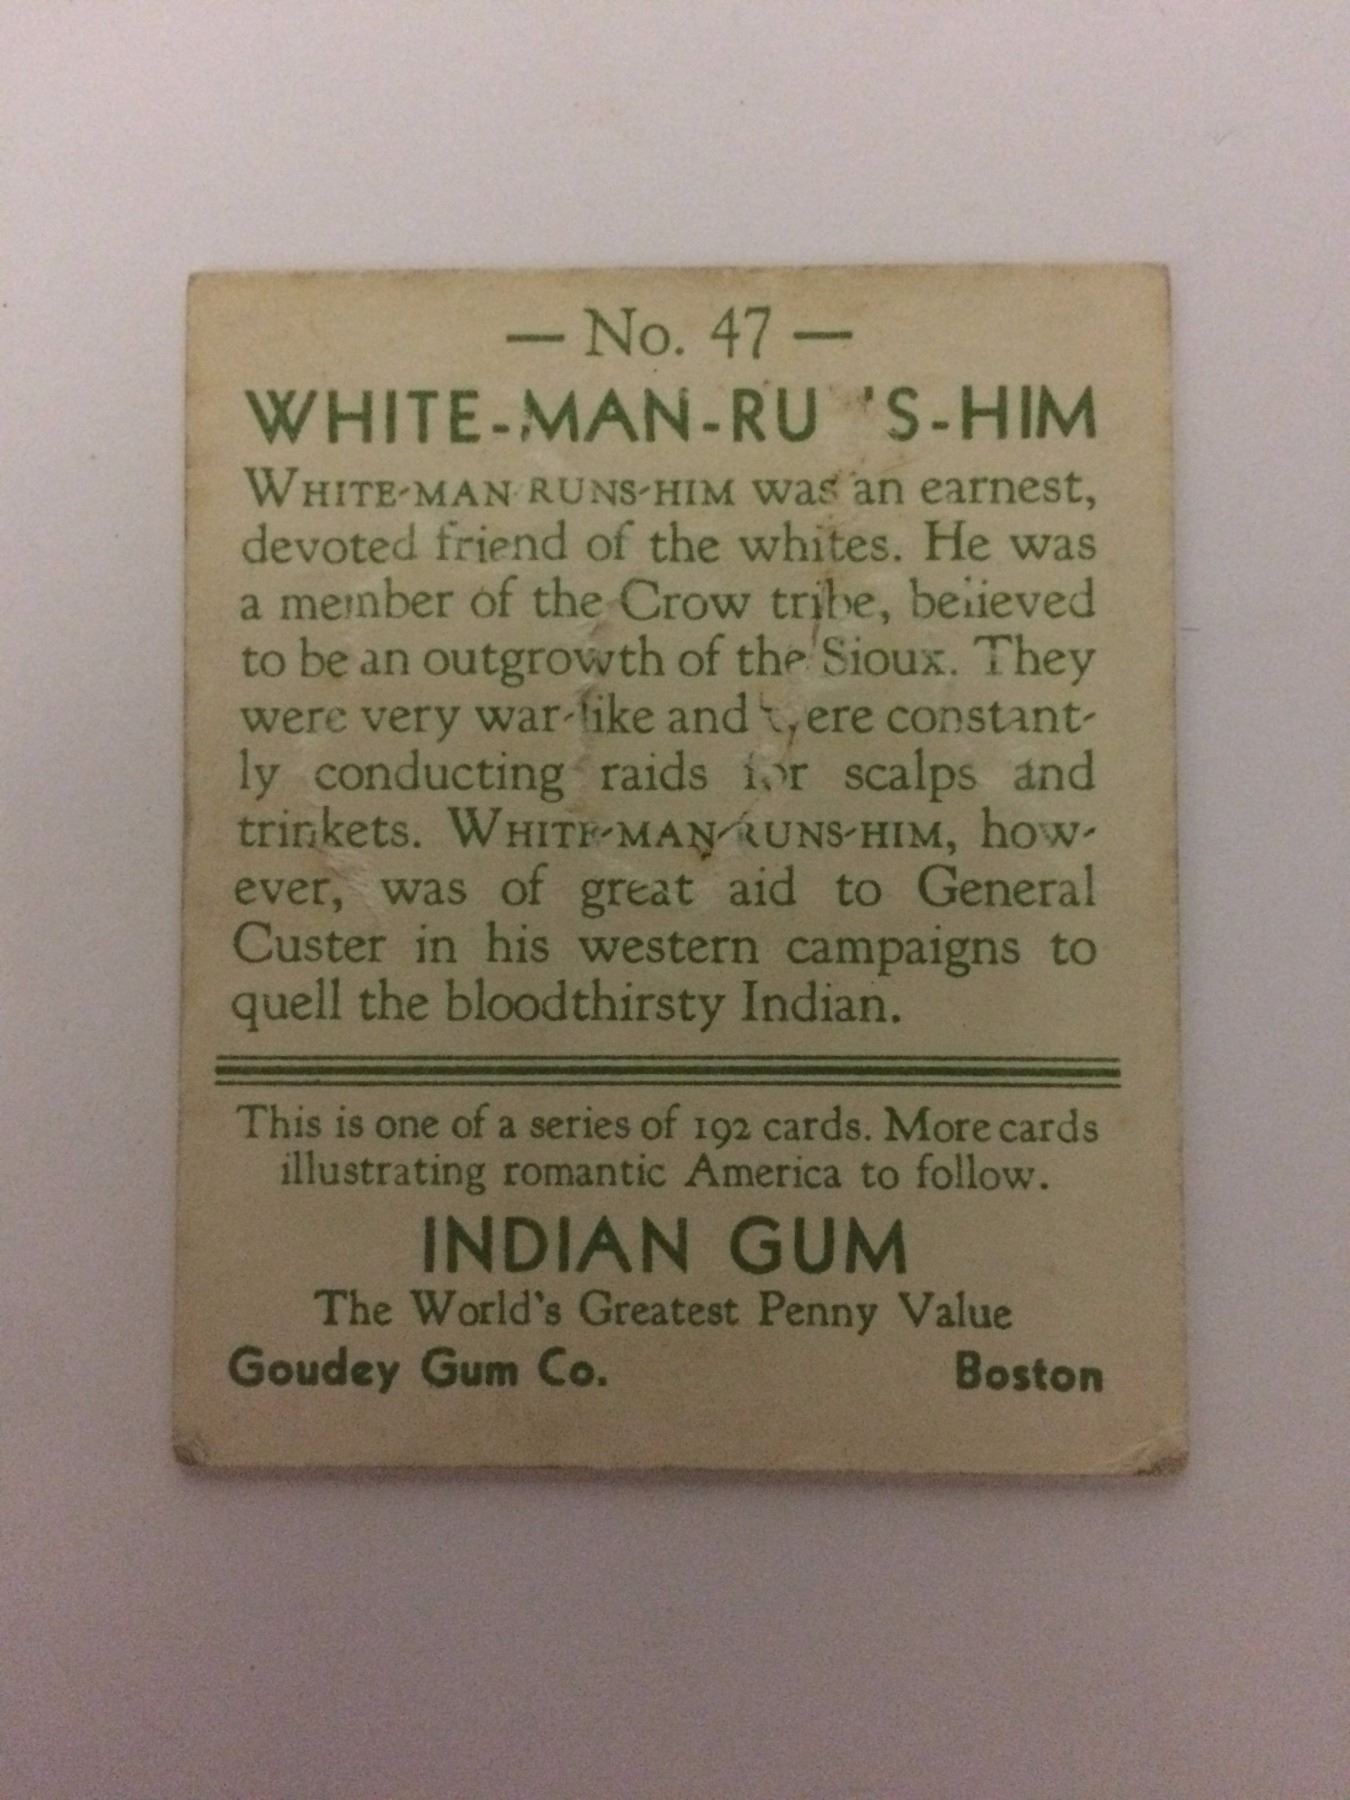 — No. 47 —
WHITE-MAN-RU 'S-HIM
WHITE-MAN RUNS-HIM was an earnest,
devoted friend of the whites. He was
a member of the Crow tribe, believed
to be an outgrowth of the Sioux. They
were very war-like and were constant-
ly conducting raids for scalps and
trinkets. WHITE-MAN-RUNS-HIM, how-
ever, was of great aid to General
Custer in his western campaigns to
quell the bloodthirsty Indian.
This is one of a series of 192 cards. More cards
illustrating romantic America to follow.
INDIAN GUM
The World's Greatest Penny Value
Goudey Gum Co. Boston